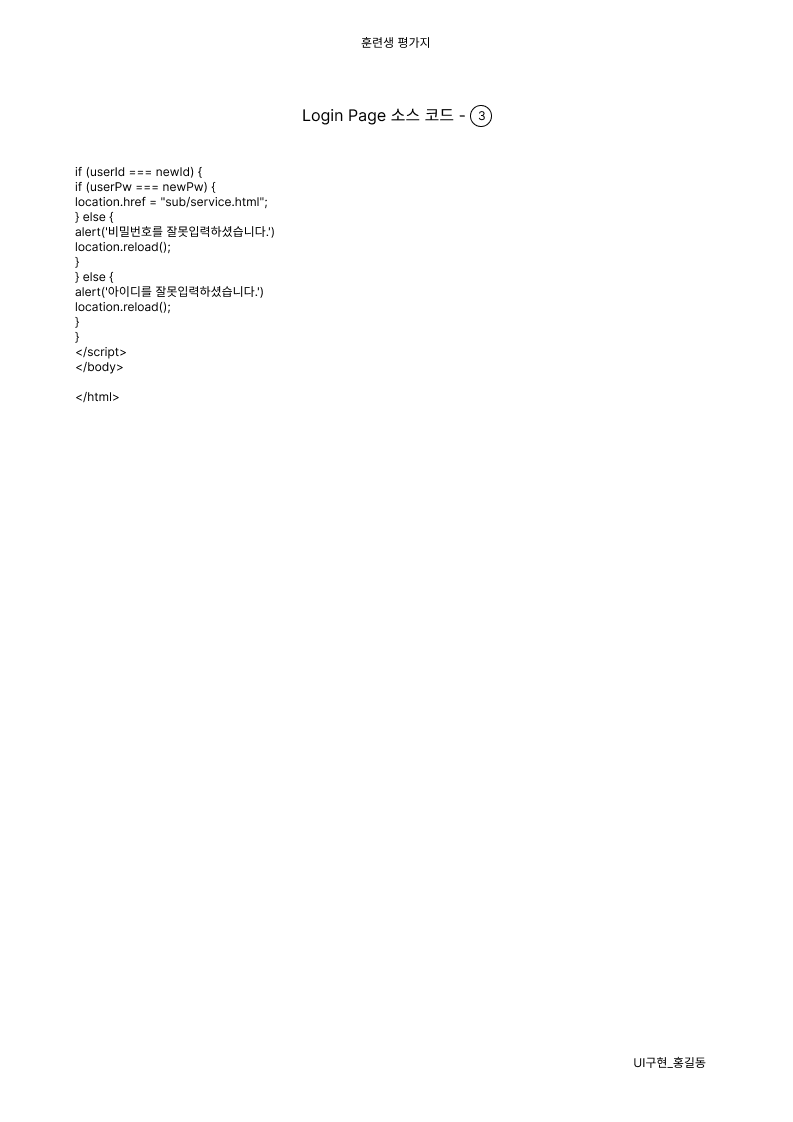 훈련생 평가지
Login Page 소스 코드 - ③
if (userId === newId) {
if (userPw === newPw) {
location.href = "sub/service.html";
} else {
alert('비밀번호를 잘못입력하셨습니다.')
location.reload();
}
} else {
alert('아이디를 잘못입력하셨습니다.')
location.reload();
}
}
</script>
</body>
</html>
UI구현_홍길동